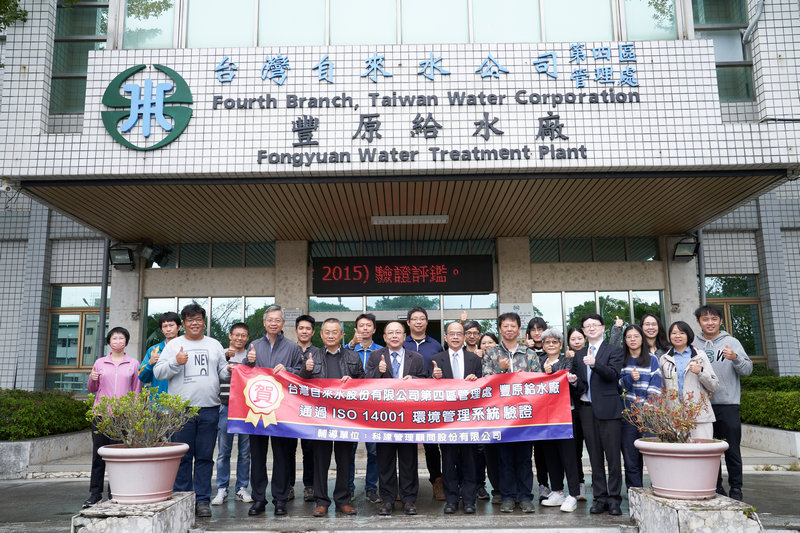 台灣自來水公司 第四區
管理處
Fourth Branch, Taiwan Water Corporation
豐原給水廠
Fongyuan Water Treatment Plant
2015) 驗證評鑑。
賀
台灣自來水股份有限公司第四區管理處 豐原給水廠
通過 ISO 14001 環境管理系統 驗證
輔導單位：科建管理顧問股份有限公司
NEV